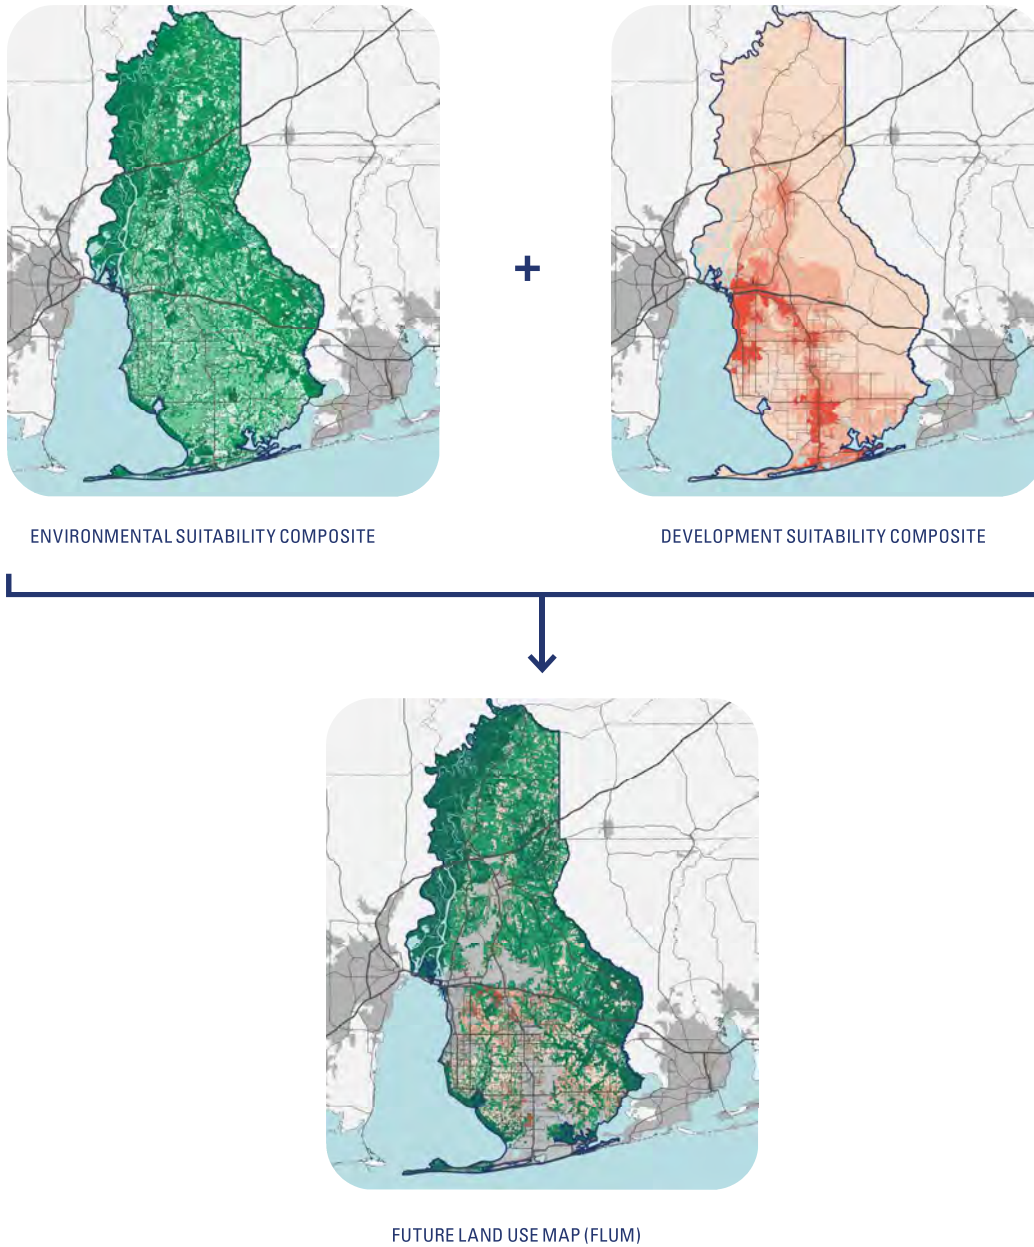 +
ENVIRONMENTAL SUITABILITY COMPOSITE
DEVELOPMENT SUITABILITY COMPOSITE
FUTURE LAND USE MAP (FLUM)